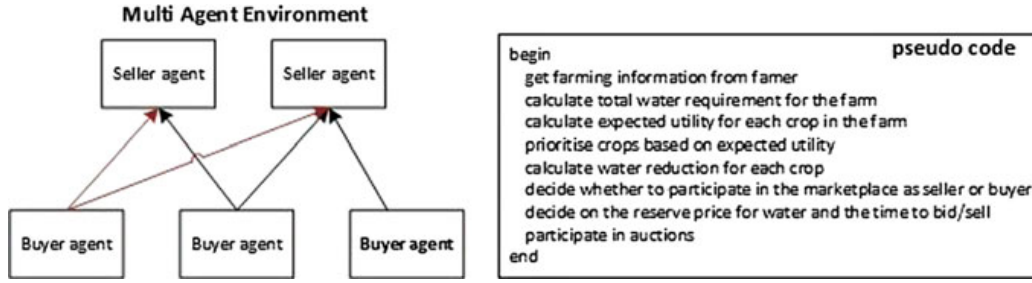 Multi Agent Environment
Seller agent
Seller agent
Buyer agent
Buyer agent
Buyer agent
pseudo code
begin
get farming information from famer
calculate total water requirement for the farm
calculate expected utility for each crop in the farm
prioritise crops based on expected utility
calculate water reduction for each crop
decide whether to participate in the marketplace as seller or buyer
decide on the reserve price for water and the time to bid/sell
participate in auctions
end